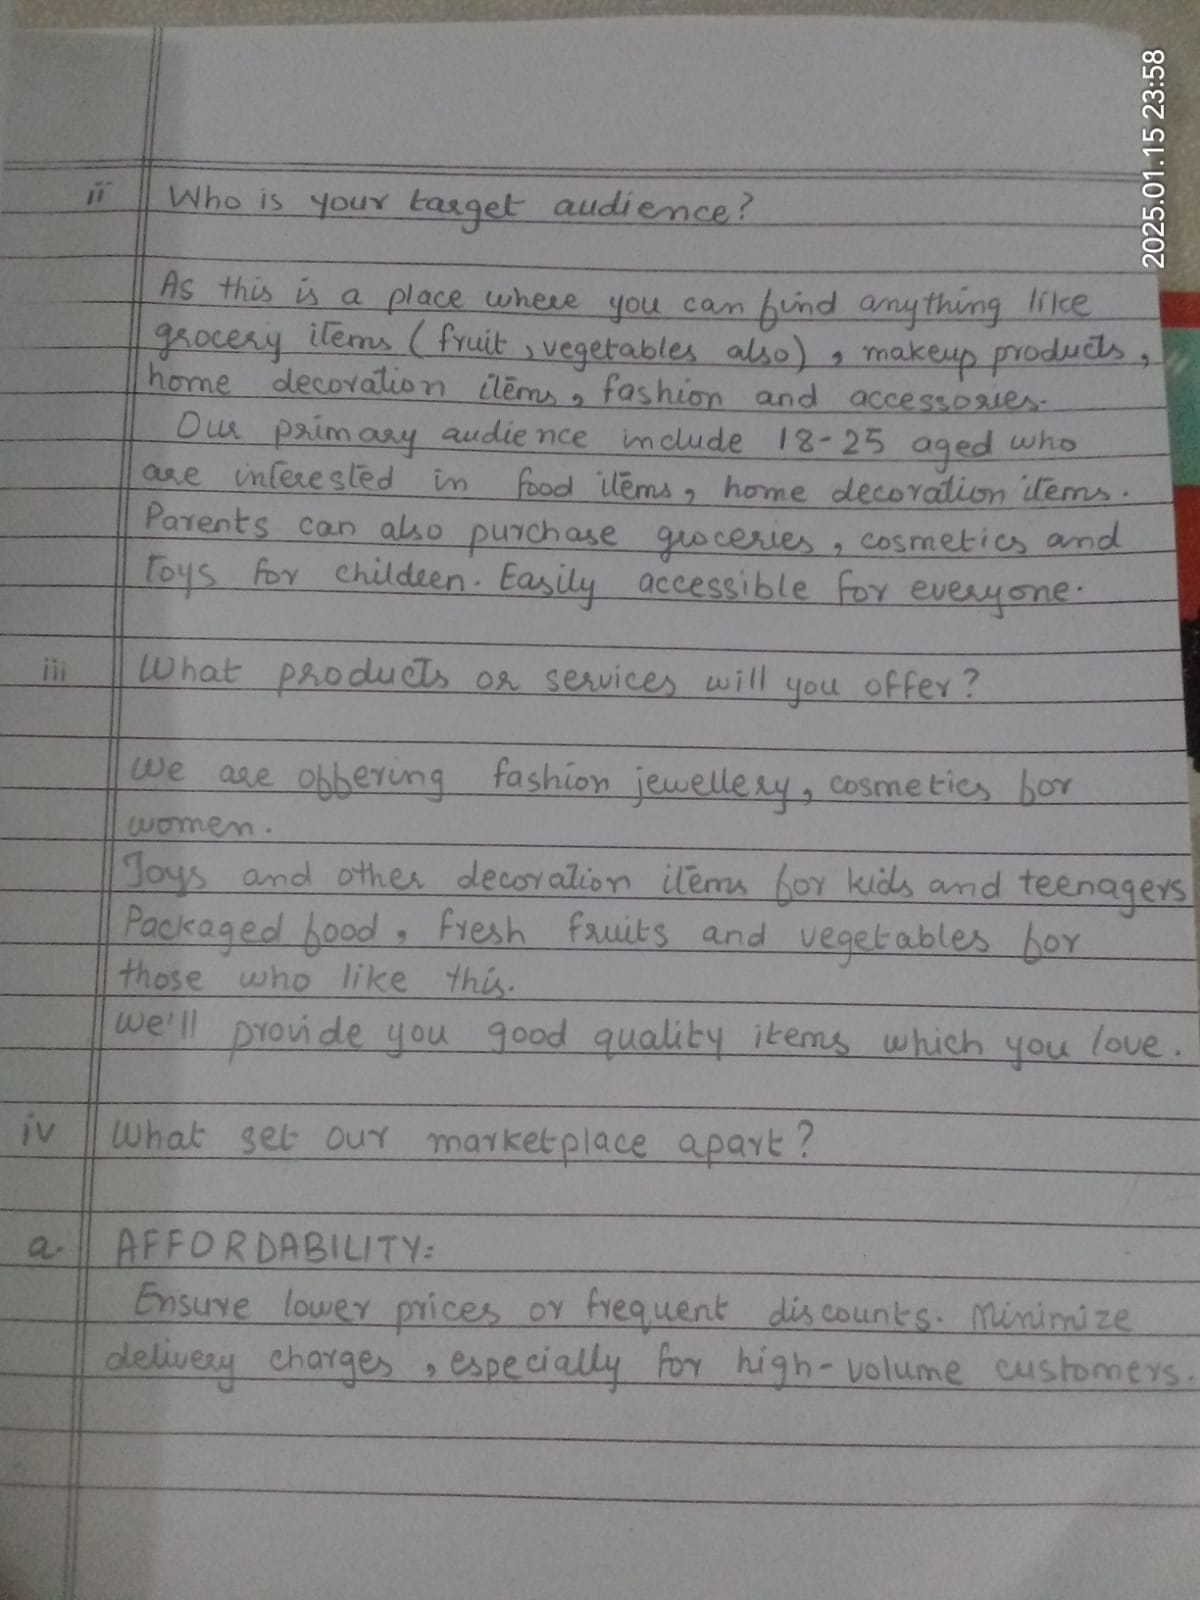 2025.01.15 23:58
ii Who is your target audience?
As this is a place where you can find anything like
grocery items (fruit, vegetables also), makeup products,
home decoration items, fashion and accessories.
Our primary audience include 18-25 aged who
are interested in food items, home decoration items.
Parents can also purchase groceries, cosmetics and
Toys for children. Easily accessible for everyone.
iii What products or services will you offer?
We are offering fashion jewellery, cosmetics for
women.
Toys and other decoration items for kids and teenagers
Packaged food, fresh fruits and vegetables for
those who like this.
We'll provide you good quality items which you love.
iv What set our marketplace apart?
a. AFFORDABILITY:
Ensure lower prices or frequent discounts. Minimize
delivery charges, especially for high-volume customers.